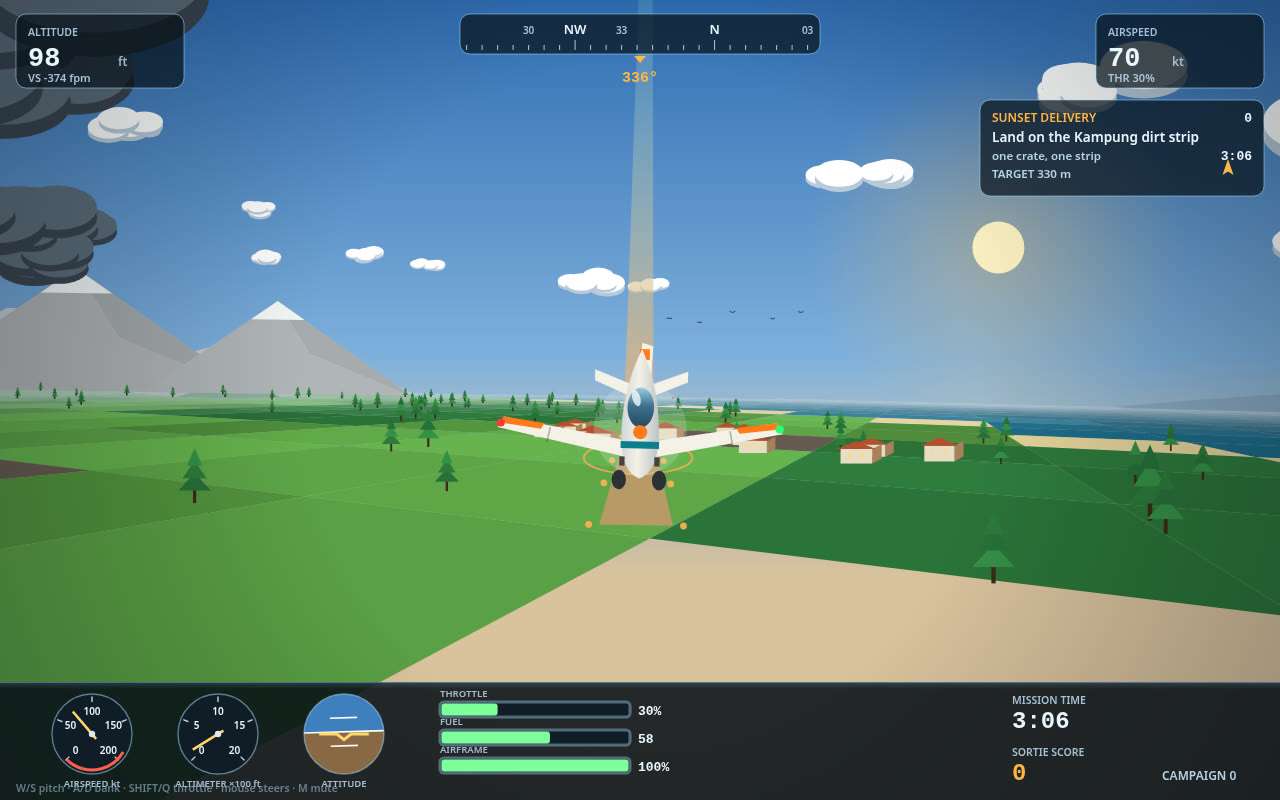 ALTITUDE
98 ft
VS -374 fpm
30 NW 33 N 03
336°
AIRSPEED
70 kt
THR 30%
SUNSET DELIVERY 0
Land on the Kampung dirt strip
one crate, one strip 3:06
TARGET 330 m
THROTTLE
30%
FUEL
58
AIRFRAME
100%
0 50 100 150 200
AIRSPEED kt
0 5 10 15 20
ALTIMETER ×100 ft
ATTITUDE
W/S pitch · A/D bank · SHIFT/Q throttle · mouse steers · M mute
MISSION TIME
3:06
SORTIE SCORE
0
CAMPAIGN 0